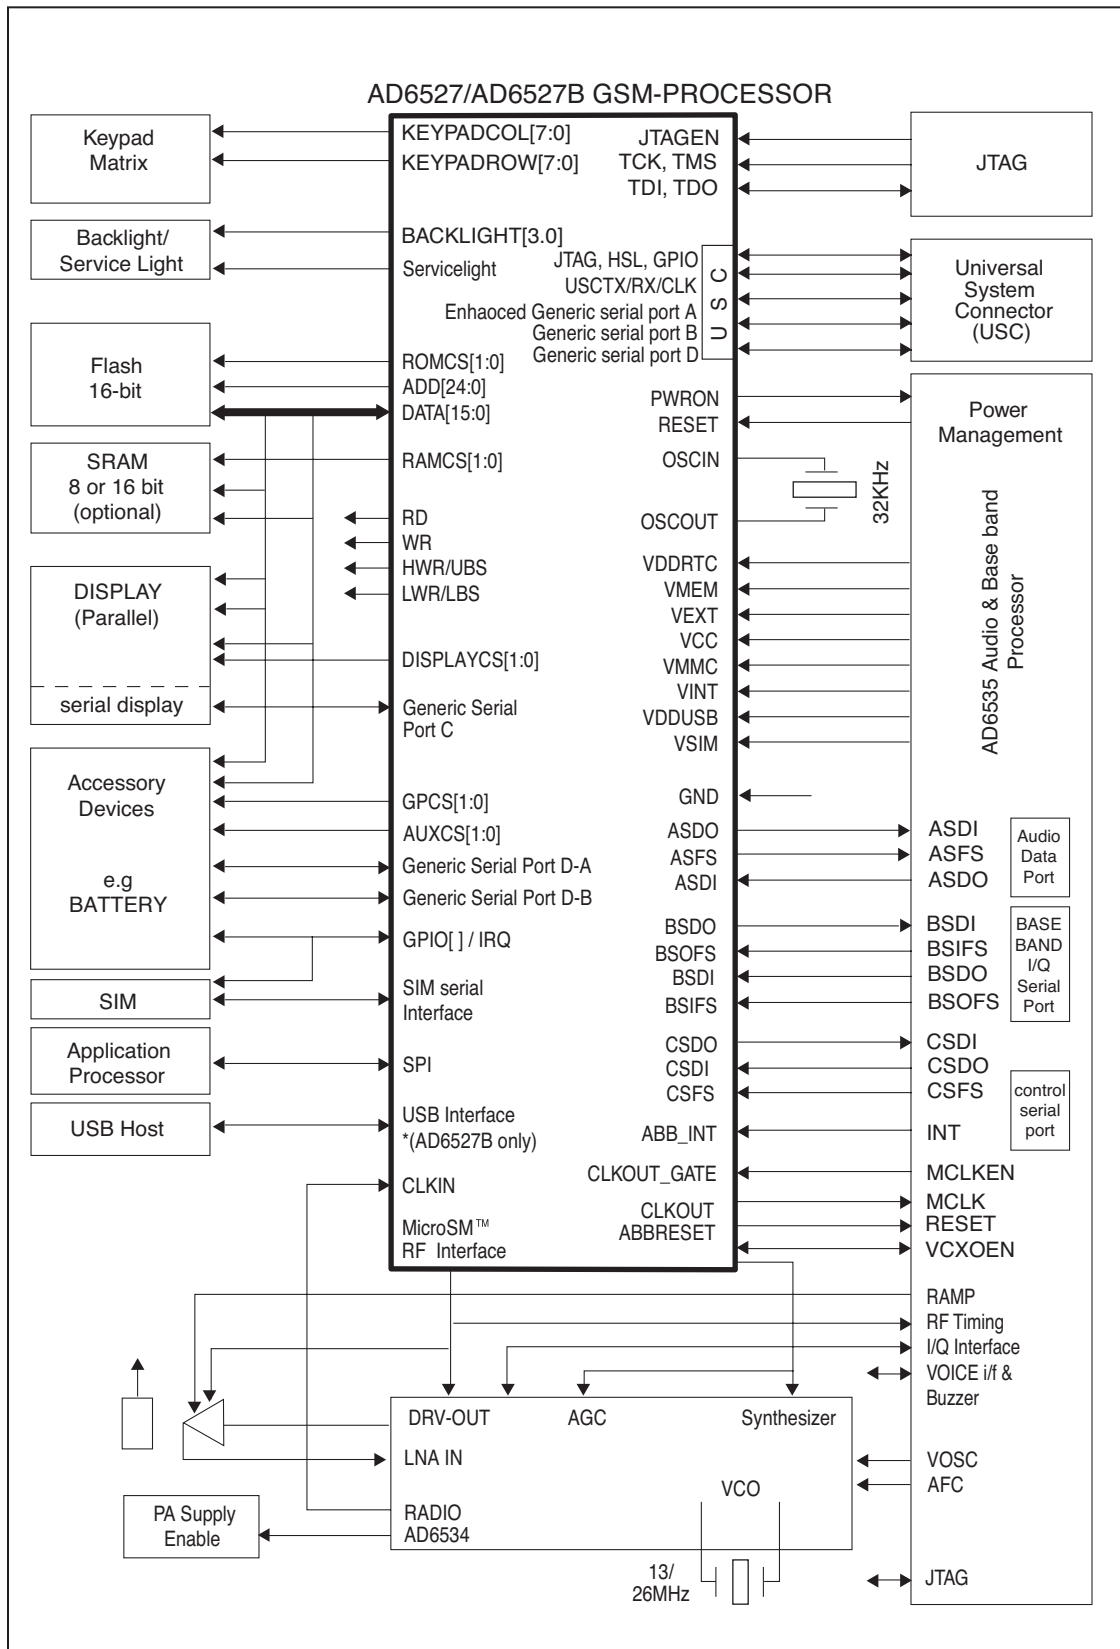 AD6527/AD6527B GSM-PROCESSOR
Keypad
Matrix
Backlight/
Service Light
Flash
16-bit
SRAM
8 or 16 bit
(optional)
DISPLAY
(Parallel)
serial display
Accessory
Devices
e.g
BATTERY
SIM
Application
Processor
USB Host
KEYPADCOL[7:0]
KEYPADROW[7:0]
BACKLIGHT[3.0]
Servicelight
ROMCS[1:0]
ADD[24:0]
DATA[15:0]
RAMCS[1:0]
RD
WR
HWR/UBS
LWR/LBS
DISPLAYCS[1:0]
Generic Serial
Port C
GPCS[1:0]
AUXCS[1:0]
Generic Serial Port D-A
Generic Serial Port D-B
GPIO[ ] / IRQ
SIM serial
Interface
SPI
USB Interface
*(AD6527B only)
CLKIN
MicroSM™
RF Interface
JTAGEN
TCK, TMS
TDI, TDO
JTAG, HSL, GPIO
USCTX/RX/CLK
Enhaoced Generic serial port A
Generic serial port B
Generic serial port D
U S C
PWRON
RESET
OSCIN
OSCOUT
VDDRTC
VMEM
VEXT
VCC
VMMC
VINT
VDDUSB
VSIM
GND
ASDO
ASFS
ASDI
BSDO
BSOFS
BSDI
BSIFS
CSDO
CSDI
CSFS
ABB_INT
CLKOUT_GATE
CLKOUT
ABBRESET
32KHz
JTAG
Universal
System
Connector
(USC)
Power
Management
AD6535 Audio & Base band
Processor
ASDI
ASFS
ASDO
Audio
Data
Port
BSDI
BSIFS
BSDO
BSOFS
BASE
BAND
I/Q
Serial
Port
CSDI
CSDO
CSFS
INT
control
serial
port
MCLKEN
MCLK
RESET
VCXOEN
RAMP
RF Timing
I/Q Interface
VOICE i/f &
Buzzer
VOSC
AFC
JTAG
DRV-OUT
AGC
Synthesizer
LNA IN
VCO
RADIO
AD6534
PA Supply
Enable
13/
26MHz